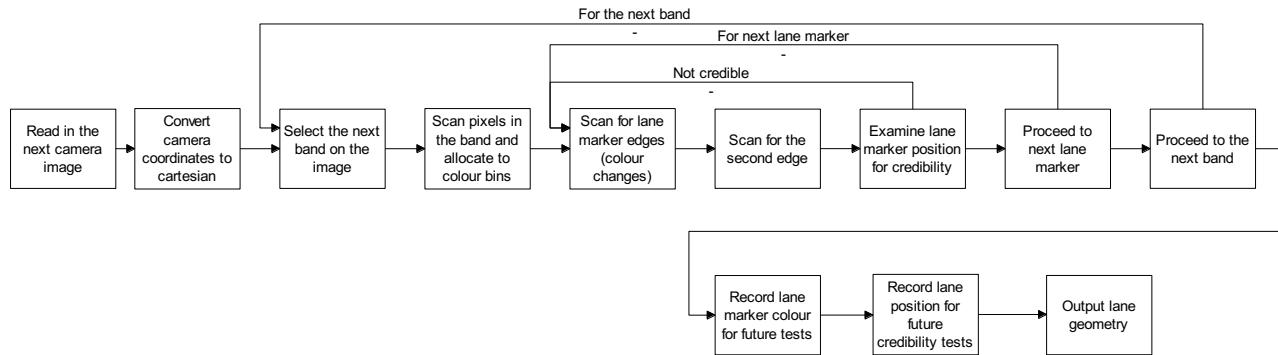 For the next band
-
For next lane marker
-
Not credible
-
Read in the
next camera
image
Convert
camera
coordinates to
cartesian
Select the next
band on the
image
Scan pixels in
the band and
allocate to
colour bins
Scan for lane
marker edges
(colour
changes)
Scan for the
second edge
Examine lane
marker position
for credibility
Proceed to
next lane
marker
Proceed to the
next band
Record lane
marker colour
for future tests
Record lane
position for
future
credibility tests
Output lane
geometry